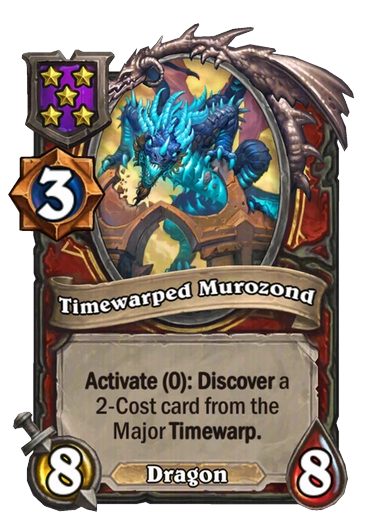 3
Timewarped Murozond
Activate (0): Discover a
2-Cost card from the
Major Timewarp.
8
Dragon
8